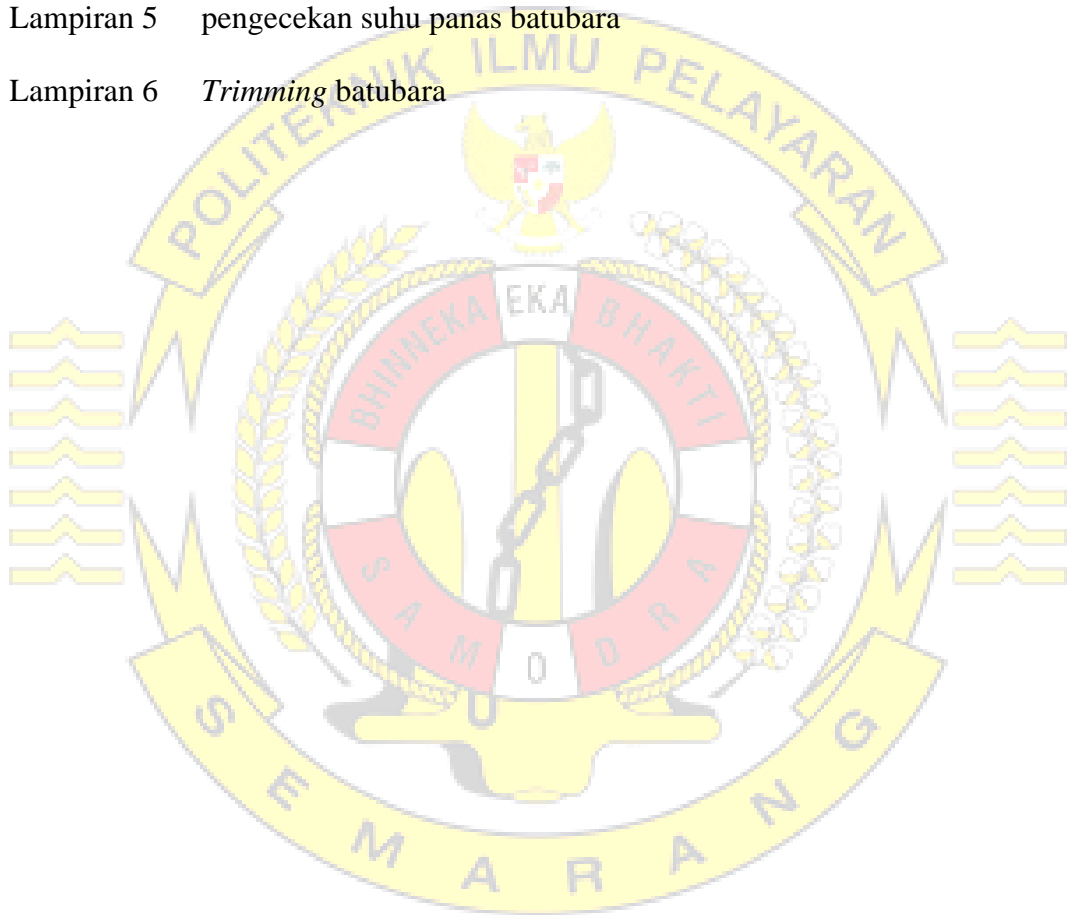 Lampiran 5 pengecekan suhu panas batubara
Lampiran 6 Trimming batubara
POLITEKNIK ILMU PELAYARAN
BHINNEKA EKA BHAKTI
SAMODRA
SEMARANG